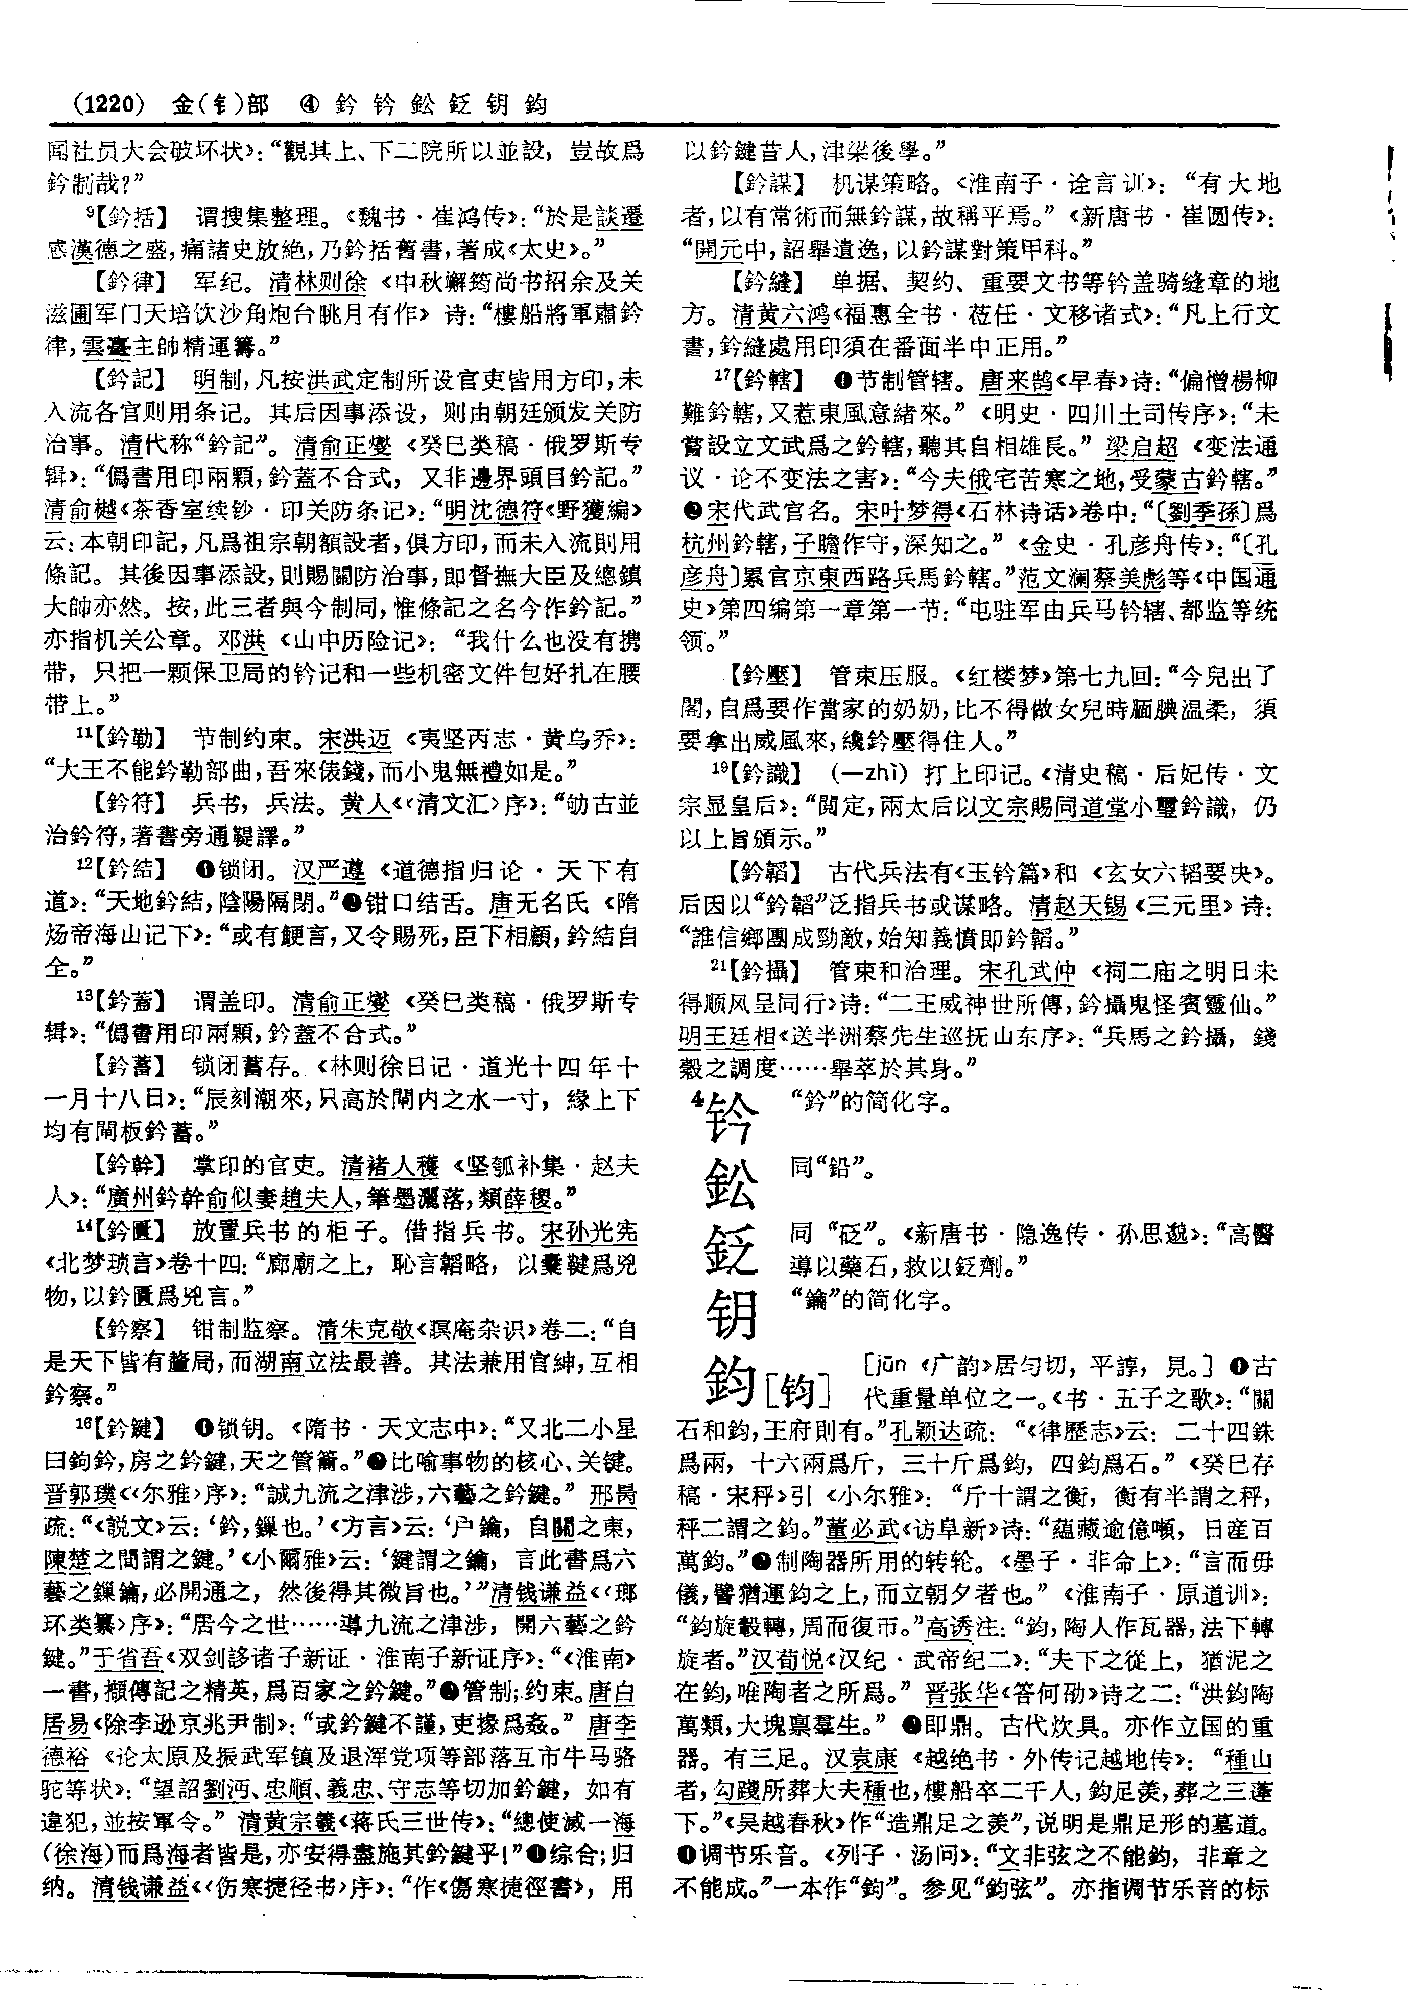 (1220) 金(钅)部 ④ 鈐 钤 鈆 鉟 钥 鈞
闻社员大会破坏状》：“觀其上、下二院所以並設，豈故爲
鈐制哉？”
⁹【鈐括】 谓搜集整理。《魏书·崔鸿传》：“於是談遷
感漢德之盛，痛諸史放絶，乃鈐括舊書，著成《太史》。”
【鈐律】 军纪。清林则徐《中秋嶰筠尚书招余及关
滋圃军门天培饮沙角炮台眺月有作》诗：“樓船將軍肅鈐
律，雲臺主帥精運籌。”
【鈐記】 明制，凡按洪武定制所设官吏皆用方印，未
入流各官则用条记。其后因事添设，则由朝廷颁发关防
治事。清代称“鈐記”。清俞正燮《癸巳类稿·俄罗斯专
辑》：“僞書用印兩顆，鈐蓋不合式，又非邊界頭目鈐記。”
清俞樾《茶香室续钞·印关防条记》：“明沈德符《野獲編》
云：本朝印記，凡爲祖宗朝額設者，俱方印，而未入流則用
條記。其後因事添設，則賜關防治事，即督撫大臣及總鎮
大帥亦然。按，此三者與今制同，惟條記之名今作鈐記。”
亦指机关公章。邓洪《山中历险记》：“我什么也没有携
带，只把一颗保卫局的钤记和一些机密文件包好扎在腰
带上。”
¹¹【鈐勒】 节制约束。宋洪迈《夷坚丙志·黄乌乔》：
“大王不能鈐勒部曲，吾來俵錢，而小鬼無禮如是。”
【鈐符】 兵书，兵法。黄人《〈清文汇〉序》：“劬古並
治鈐符，著書旁通鞮譯。”
¹²【鈐結】 ❶锁闭。汉严遵《道德指归论·天下有
道》：“天地鈐結，陰陽隔閉。”❷钳口结舌。唐无名氏《隋
炀帝海山记下》：“或有鯁言，又令賜死，臣下相顧，鈐結自
全。”
¹³【鈐蓋】 谓盖印。清俞正燮《癸巳类稿·俄罗斯专
辑》：“僞書用印兩顆，鈐蓋不合式。”
【鈐蓄】 锁闭蓄存。《林则徐日记·道光十四年十
一月十八日》：“辰刻潮來，只高於閘内之水一寸，緣上下
均有閘板鈐蓄。”
【鈐幹】 掌印的官吏。清褚人穫《坚瓠补集·赵夫
人》：“廣州鈐幹俞似妻趙夫人，筆墨灑落，類薛稷。”
¹⁴【鈐匱】 放置兵书的柜子。借指兵书。宋孙光宪
《北梦琐言》卷十四：“廊廟之上，恥言韜略，以櫜鞬爲兇
物，以鈐匱爲兇言。”
【鈐察】 钳制监察。清朱克敬《瞑庵杂识》卷二：“自
是天下皆有釐局，而湖南立法最善。其法兼用官紳，互相
鈐察。”
¹⁶【鈐鍵】 ❶锁钥。《隋书·天文志中》：“又北二小星
曰鉤鈐，房之鈐鍵，天之管籥。”❷比喻事物的核心、关键。
晋郭璞《〈尔雅〉序》：“誠九流之津涉，六藝之鈐鍵。”邢昺
疏：“《説文》云：‘鈐，鏁也。’《方言》云：‘户鑰，自關之東，
陳楚之間謂之鍵。’《小爾雅》云：‘鍵謂之鑰，言此書爲六
藝之鏁鑰，必開通之，然後得其微旨也。’”清钱谦益《〈瑯
环类纂〉序》：“居今之世……導九流之津涉，開六藝之鈐
鍵。”于省吾《双剑誃诸子新证·淮南子新证序》：“《淮南》
一書，擷傳記之精英，爲百家之鈐鍵。”❸管制；约束。唐白
居易《除李逊京兆尹制》：“或鈐鍵不謹，吏掾爲姦。”唐李
德裕《论太原及振武军镇及退浑党项等部落互市牛马骆
驼等状》：“望詔劉沔、忠順、義忠、守志等切加鈐鍵，如有
違犯，並按軍令。”清黄宗羲《蒋氏三世传》：“總使滅一海
（徐海）而爲海者皆是，亦安得盡施其鈐鍵乎！”❹综合；归
纳。清钱谦益《〈伤寒捷径书〉序》：“作《傷寒捷徑書》，用
以鈐鍵昔人，津梁後學。”
【鈐謀】 机谋策略。《淮南子·诠言训》：“有大地
者，以有常術而無鈐謀，故稱平焉。”《新唐书·崔圆传》：
“開元中，詔舉遺逸，以鈐謀對策甲科。”
【鈐縫】 单据、契约、重要文书等钤盖骑缝章的地
方。清黄六鸿《福惠全书·莅任·文移诸式》：“凡上行文
書，鈐縫處用印須在番面半中正用。”
¹⁷【鈐轄】 ❶节制管辖。唐来鹄《早春》诗：“偏憎楊柳
難鈐轄，又惹東風意緒來。”《明史·四川土司传序》：“未
嘗設立文武爲之鈐轄，聽其自相雄長。”梁启超《变法通
议·论不变法之害》：“今夫俄宅苦寒之地，受蒙古鈐轄。”
❷宋代武官名。宋叶梦得《石林诗话》卷中：“〔劉季孫〕爲
杭州鈐轄，子瞻作守，深知之。”《金史·孔彦舟传》：“〔孔
彦舟〕累官京東西路兵馬鈐轄。”范文澜蔡美彪等《中国通
史》第四编第一章第一节：“屯驻军由兵马钤辖、都监等统
领。”
【鈐壓】 管束压服。《红楼梦》第七九回：“今兒出了
閣，自爲要作當家的奶奶，比不得做女兒時靦腆温柔，須
要拿出威風來，纔鈐壓得住人。”
¹⁹【鈐識】 （—zhì）打上印记。《清史稿·后妃传·文
宗显皇后》：“閲定，兩太后以文宗賜同道堂小璽鈐識，仍
以上旨頒示。”
【鈐韜】 古代兵法有《玉钤篇》和《玄女六韬要决》。
后因以“鈐韜”泛指兵书或谋略。清赵天锡《三元里》诗：
“誰信鄉團成勁敵，始知義憤即鈐韜。”
²¹【鈐攝】 管束和治理。宋孔武仲《祠二庙之明日未
得顺风呈同行》诗：“二王威神世所傳，鈐攝鬼怪賓靈仙。”
明王廷相《送半洲蔡先生巡抚山东序》：“兵馬之鈐攝，錢
穀之調度……舉萃於其身。”
⁴钤 “鈐”的简化字。
鈆 同“鉛”。
鉟 同“砭”。《新唐书·隐逸传·孙思邈》：“高醫
導以藥石，救以鉟劑。”
钥 “鑰”的简化字。
鈞［钧］ ［jūn《广韵》居匀切，平諄，見。］❶古
代重量单位之一。《书·五子之歌》：“關
石和鈞，王府則有。”孔颖达疏：“《律歷志》云：二十四銖
爲兩，十六兩爲斤，三十斤爲鈞，四鈞爲石。”《癸巳存
稿·宋秤》引《小尔雅》：“斤十謂之衡，衡有半謂之秤，
秤二謂之鈞。”董必武《访阜新》诗：“藴藏逾億噸，日産百
萬鈞。”❷制陶器所用的转轮。《墨子·非命上》：“言而毋
儀，譬猶運鈞之上，而立朝夕者也。”《淮南子·原道训》：
“鈞旋轂轉，周而復帀。”高诱注：“鈞，陶人作瓦器，法下轉
旋者。”汉荀悦《汉纪·武帝纪二》：“夫下之從上，猶泥之
在鈞，唯陶者之所爲。”晋张华《答何劭》诗之二：“洪鈞陶
萬類，大塊禀羣生。”❸即鼎。古代炊具。亦作立国的重
器。有三足。汉袁康《越绝书·外传记越地传》：“種山
者，勾踐所葬大夫種也，樓船卒二千人，鈞足羨，葬之三蓬
下。”《吴越春秋》作“造鼎足之羨”，说明是鼎足形的墓道。
❹调节乐音。《列子·汤问》：“文非弦之不能鈞，非章之
不能成。”一本作“鈞”。参见“鈞弦”。亦指调节乐音的标